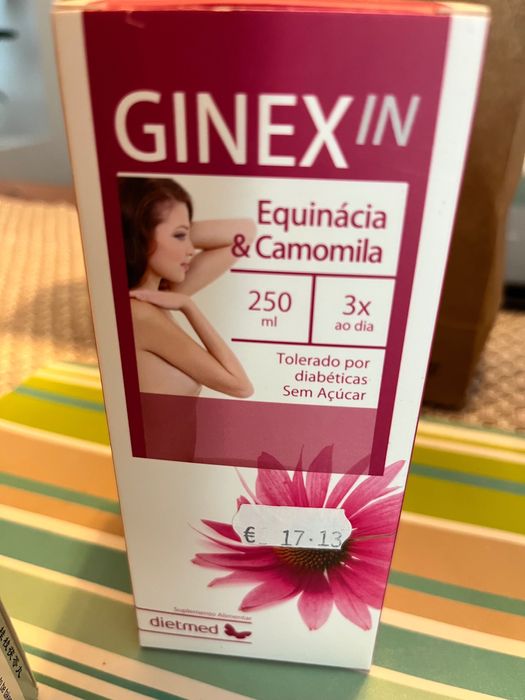 GINEX IN
Equinácia
& Camomila
250
ml
3x
ao dia
Tolerado por
diabéticas
Sem Açúcar
€ 17.13
Suplemento Alimentar
dietmed